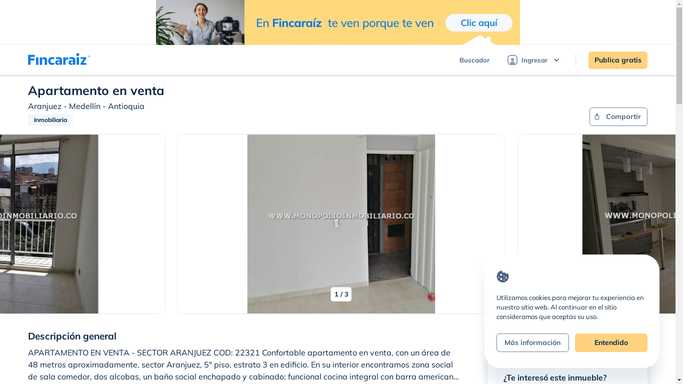 En Fincaraíz te ven porque te ven
Clic aquí
Fincaraiz
Buscador
Ingresar
Publica gratis
Apartamento en venta
Aranjuez - Medellín - Antioquia
Inmobiliaria
Compartir
WWW.MONOPOLIOINMOBILIARIO.CO
1 / 3
Utilizamos cookies para mejorar tu experiencia en
nuestro sitio web. Al continuar en el sitio
consideramos que aceptas su uso.
Más información
Entendido
Descripción general
APARTAMENTO EN VENTA - SECTOR ARANJUEZ COD: 22321 Confortable apartamento en venta, con un área de
48 metros aproximadamente, sector Aranjuez, 5° piso, estrato 3 en edificio. En su interior encontramos zona social
de sala comedor, dos alcobas, un baño social enchapado y cabinado; funcional cocina integral con barra american...
¿Te interesó este inmueble?